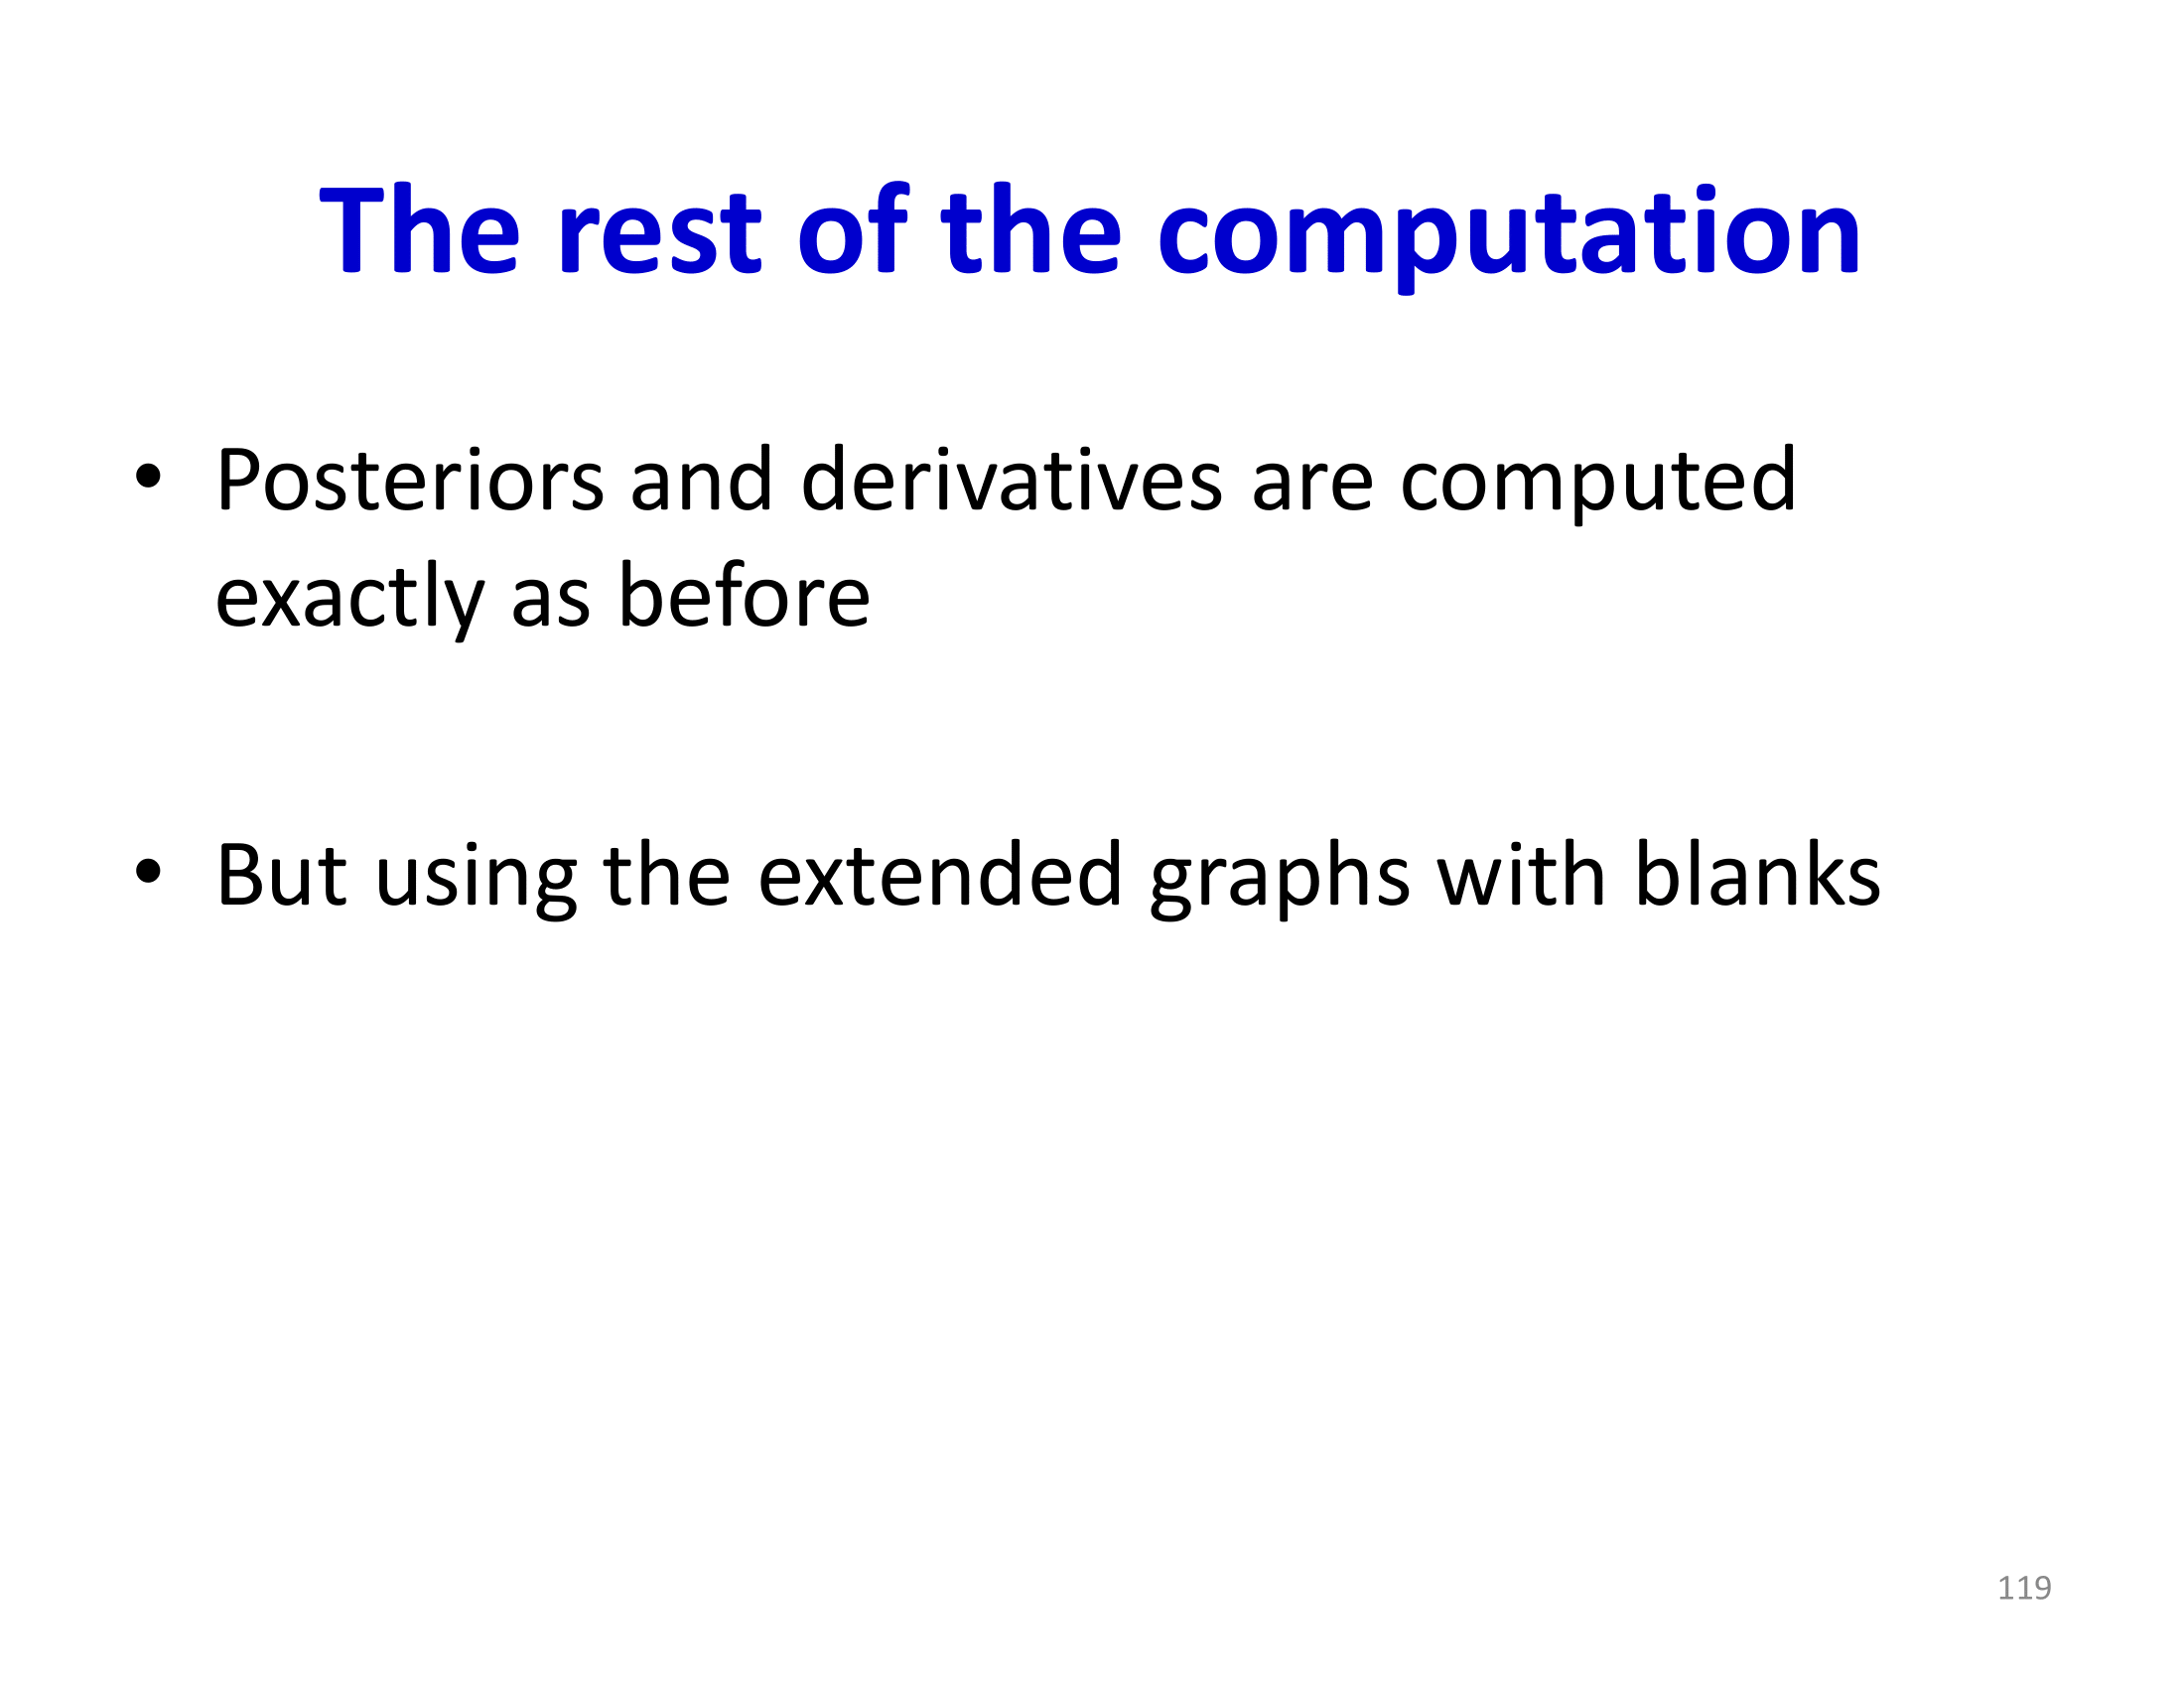 The rest of the computation
• Posteriors and derivatives are computed
exactly as before
• But using the extended graphs with blanks
119